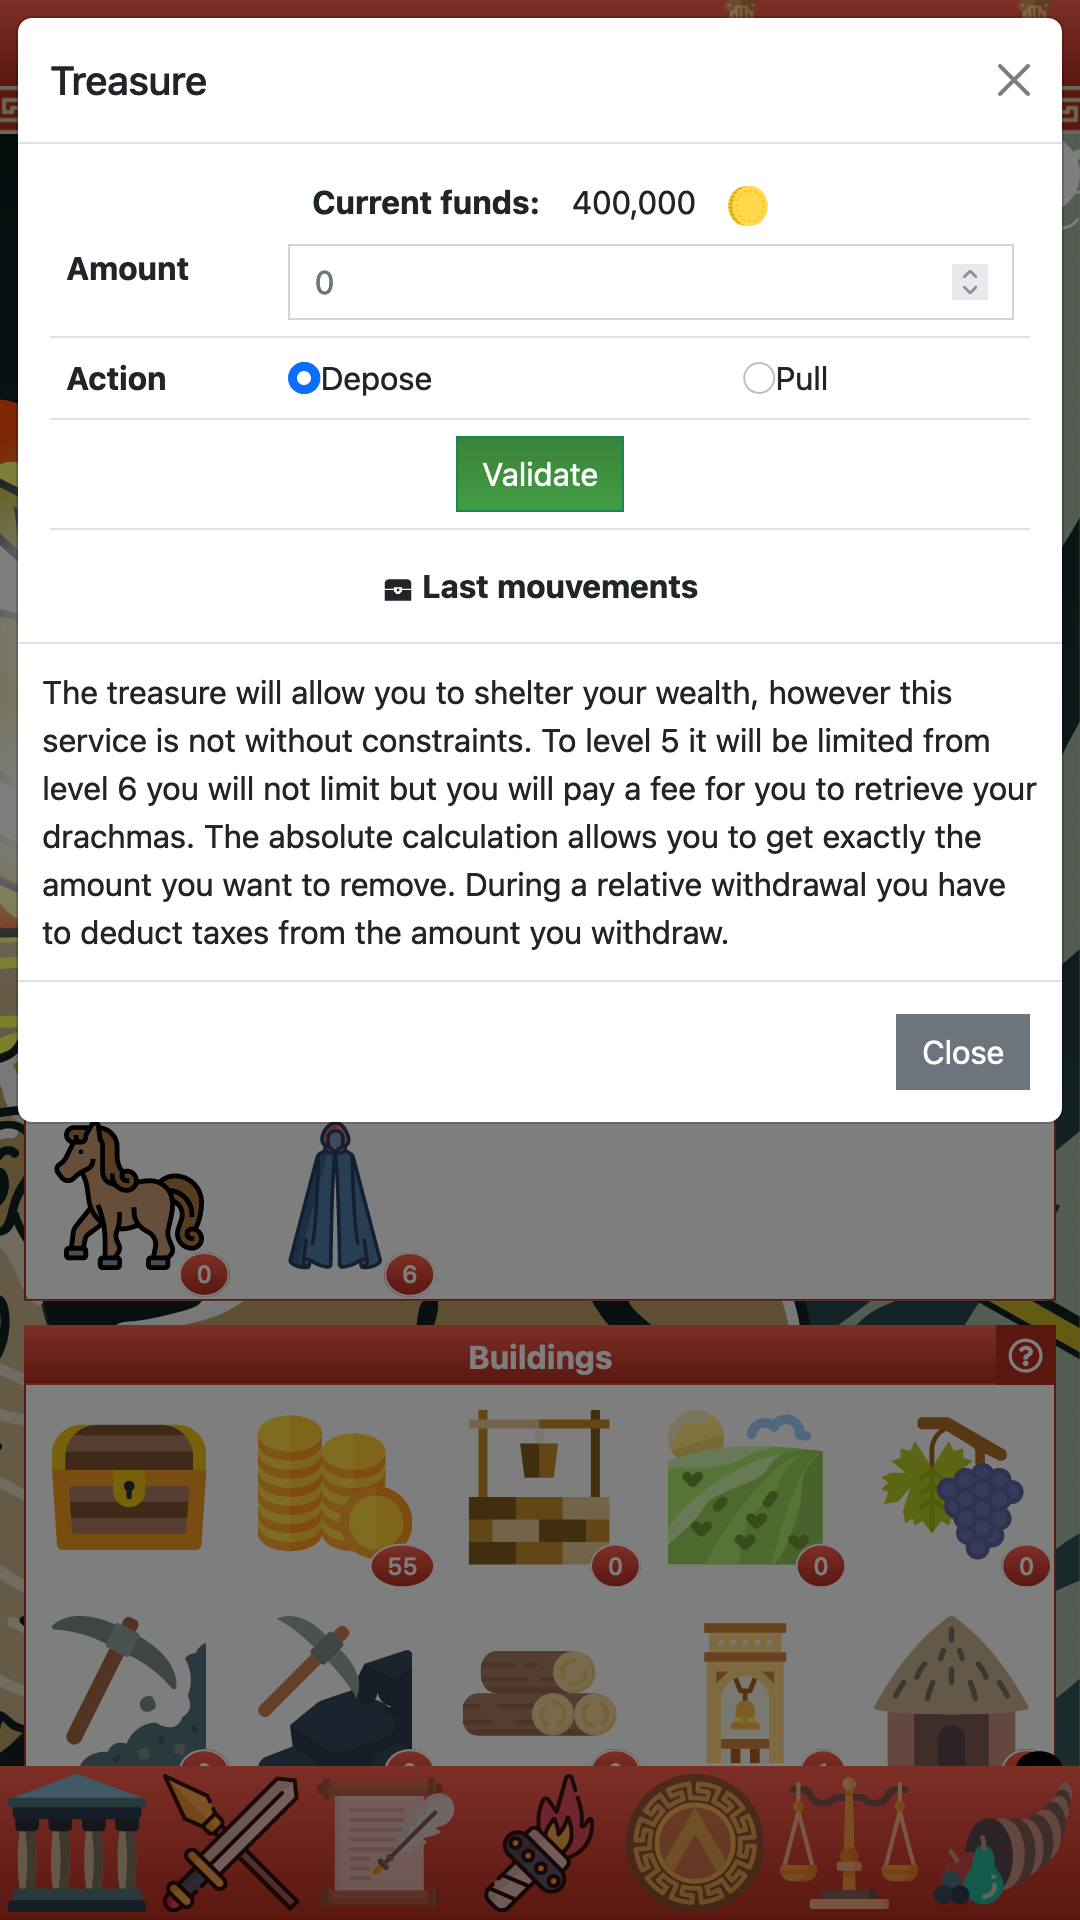 Treasure
Current funds: 400,000
Amount
0
Action Depose Pull
Validate
Last mouvements
The treasure will allow you to shelter your wealth, however this
service is not without constraints. To level 5 it will be limited from
level 6 you will not limit but you will pay a fee for you to retrieve your
drachmas. The absolute calculation allows you to get exactly the
amount you want to remove. During a relative withdrawal you have
to deduct taxes from the amount you withdraw.
Close
0 6
Buildings ?
55 0 0 0